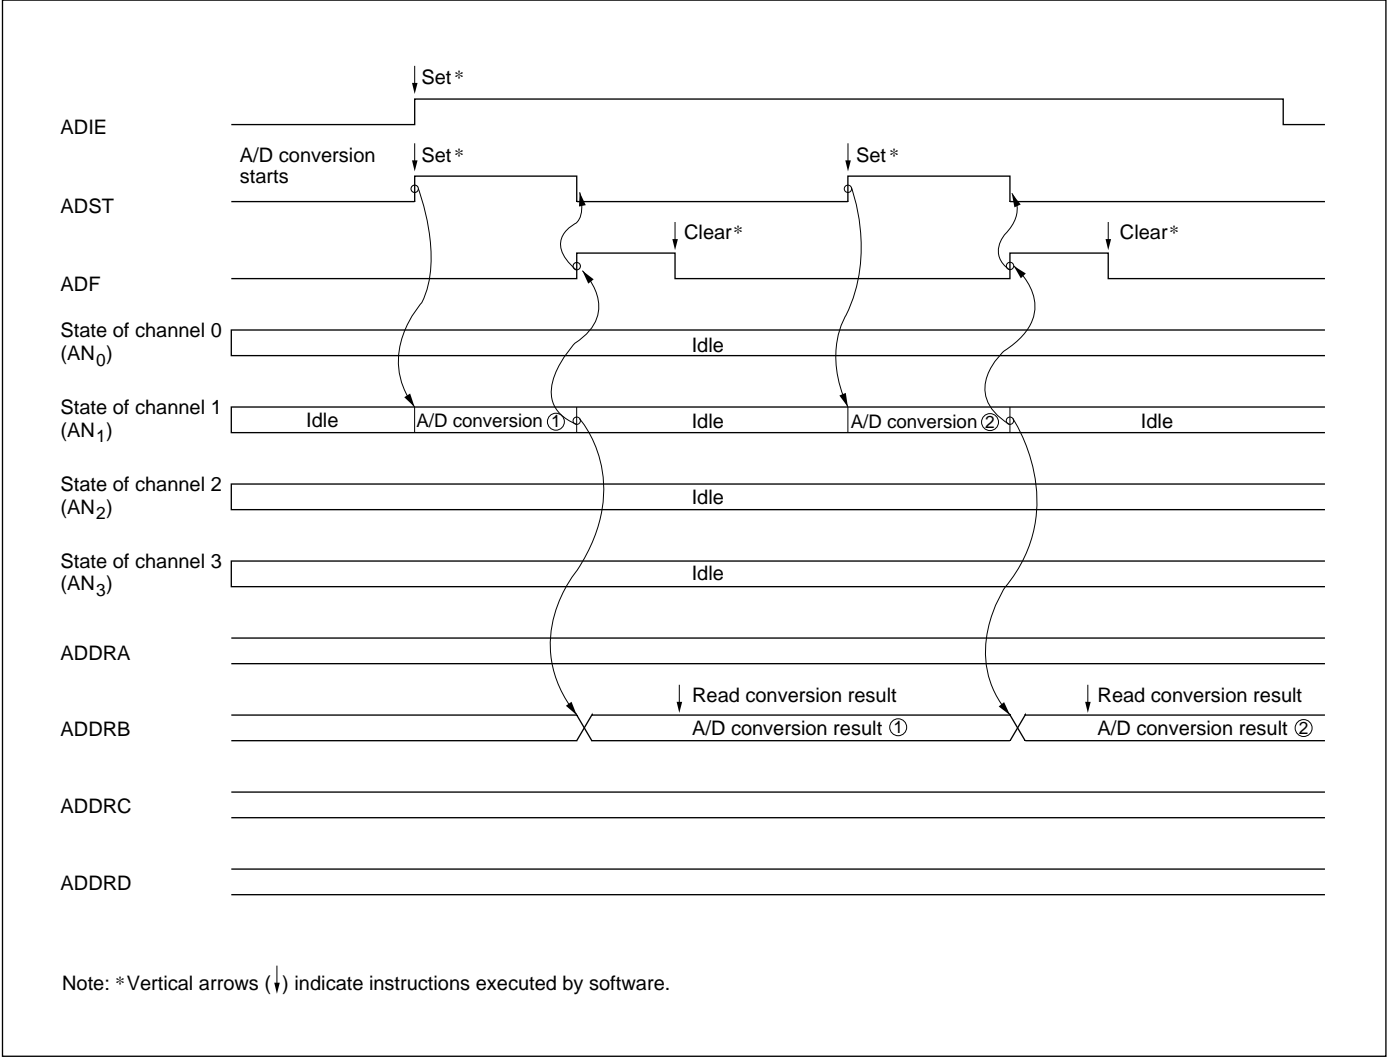 Set*
ADIE
A/D conversion starts
Set*
Set*
ADST
Clear*
Clear*
ADF
State of channel 0
(AN0)
Idle
State of channel 1
(AN1)
Idle
A/D conversion ①
Idle
A/D conversion ②
Idle
State of channel 2
(AN2)
Idle
State of channel 3
(AN3)
Idle
ADDRA
Read conversion result
Read conversion result
ADDRB
A/D conversion result ①
A/D conversion result ②
ADDRC
ADDRD
Note: *Vertical arrows (↓) indicate instructions executed by software.